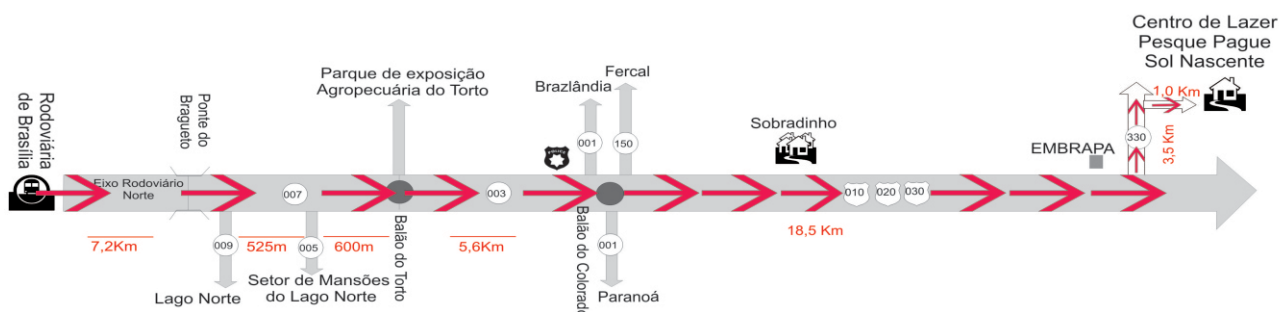 Centro de Lazer
Pesque Pague
Sol Nascente
1,0 Km
330
3,5 Km
Parque de exposição
Agropecuária do Torto
Brazlândia
Fercal
001
150
Sobradinho
EMBRAPA
Rodoviária
de Brasília
Ponte do
Bragueto
Eixo Rodoviário
Norte
007
003
010
020
030
7,2Km
009
525m
005
600m
Balão do Torto
5,6Km
Balão do Colorado
001
18,5 Km
Lago Norte
Setor de Mansões
do Lago Norte
Paranoá